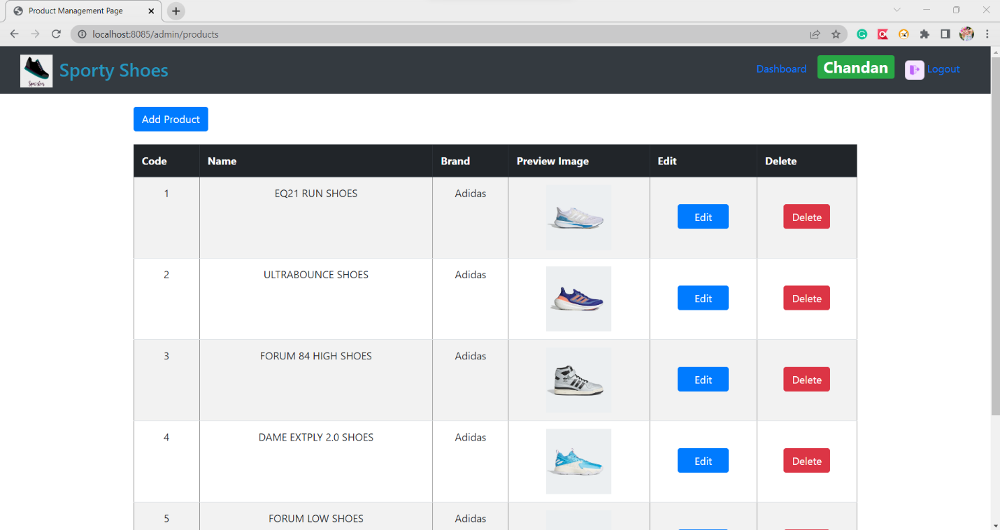 Product Management Page
localhost:8085/admin/products
Sporty Shoes
Dashboard Chandan Logout
Add Product
Code Name Brand Preview Image Edit Delete
1 EQ21 RUN SHOES Adidas Edit Delete
2 ULTRABOUNCE SHOES Adidas Edit Delete
3 FORUM 84 HIGH SHOES Adidas Edit Delete
4 DAME EXTPLY 2.0 SHOES Adidas Edit Delete
5 FORUM LOW SHOES Adidas